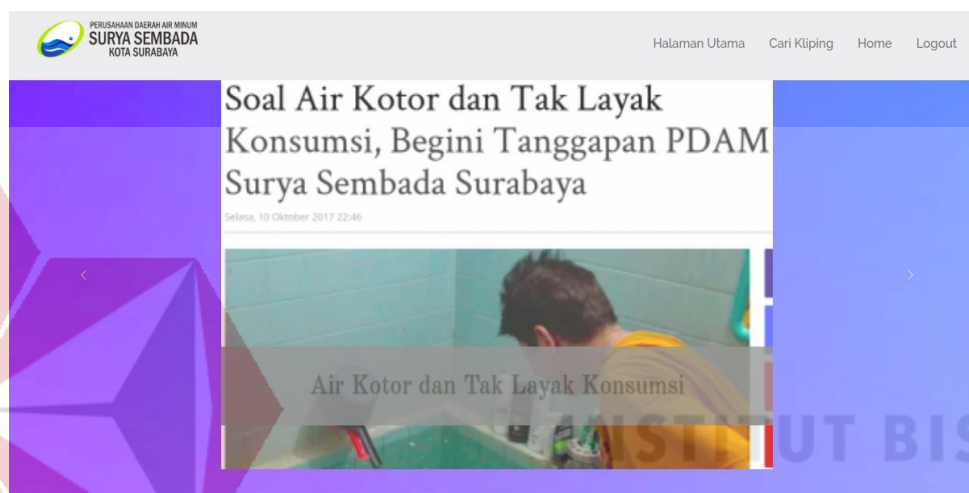 PERUSAHAAN DAERAH AIR MINUM
SURYA SEMBADA
KOTA SURABAYA
Halaman Utama Cari Kliping Home Logout
Soal Air Kotor dan Tak Layak
Konsumsi, Begini Tanggapan PDAM
Surya Sembada Surabaya
Selasa, 10 Oktober 2017 22:46
Air Kotor dan Tak Layak Konsumsi
INSTITUT BIS